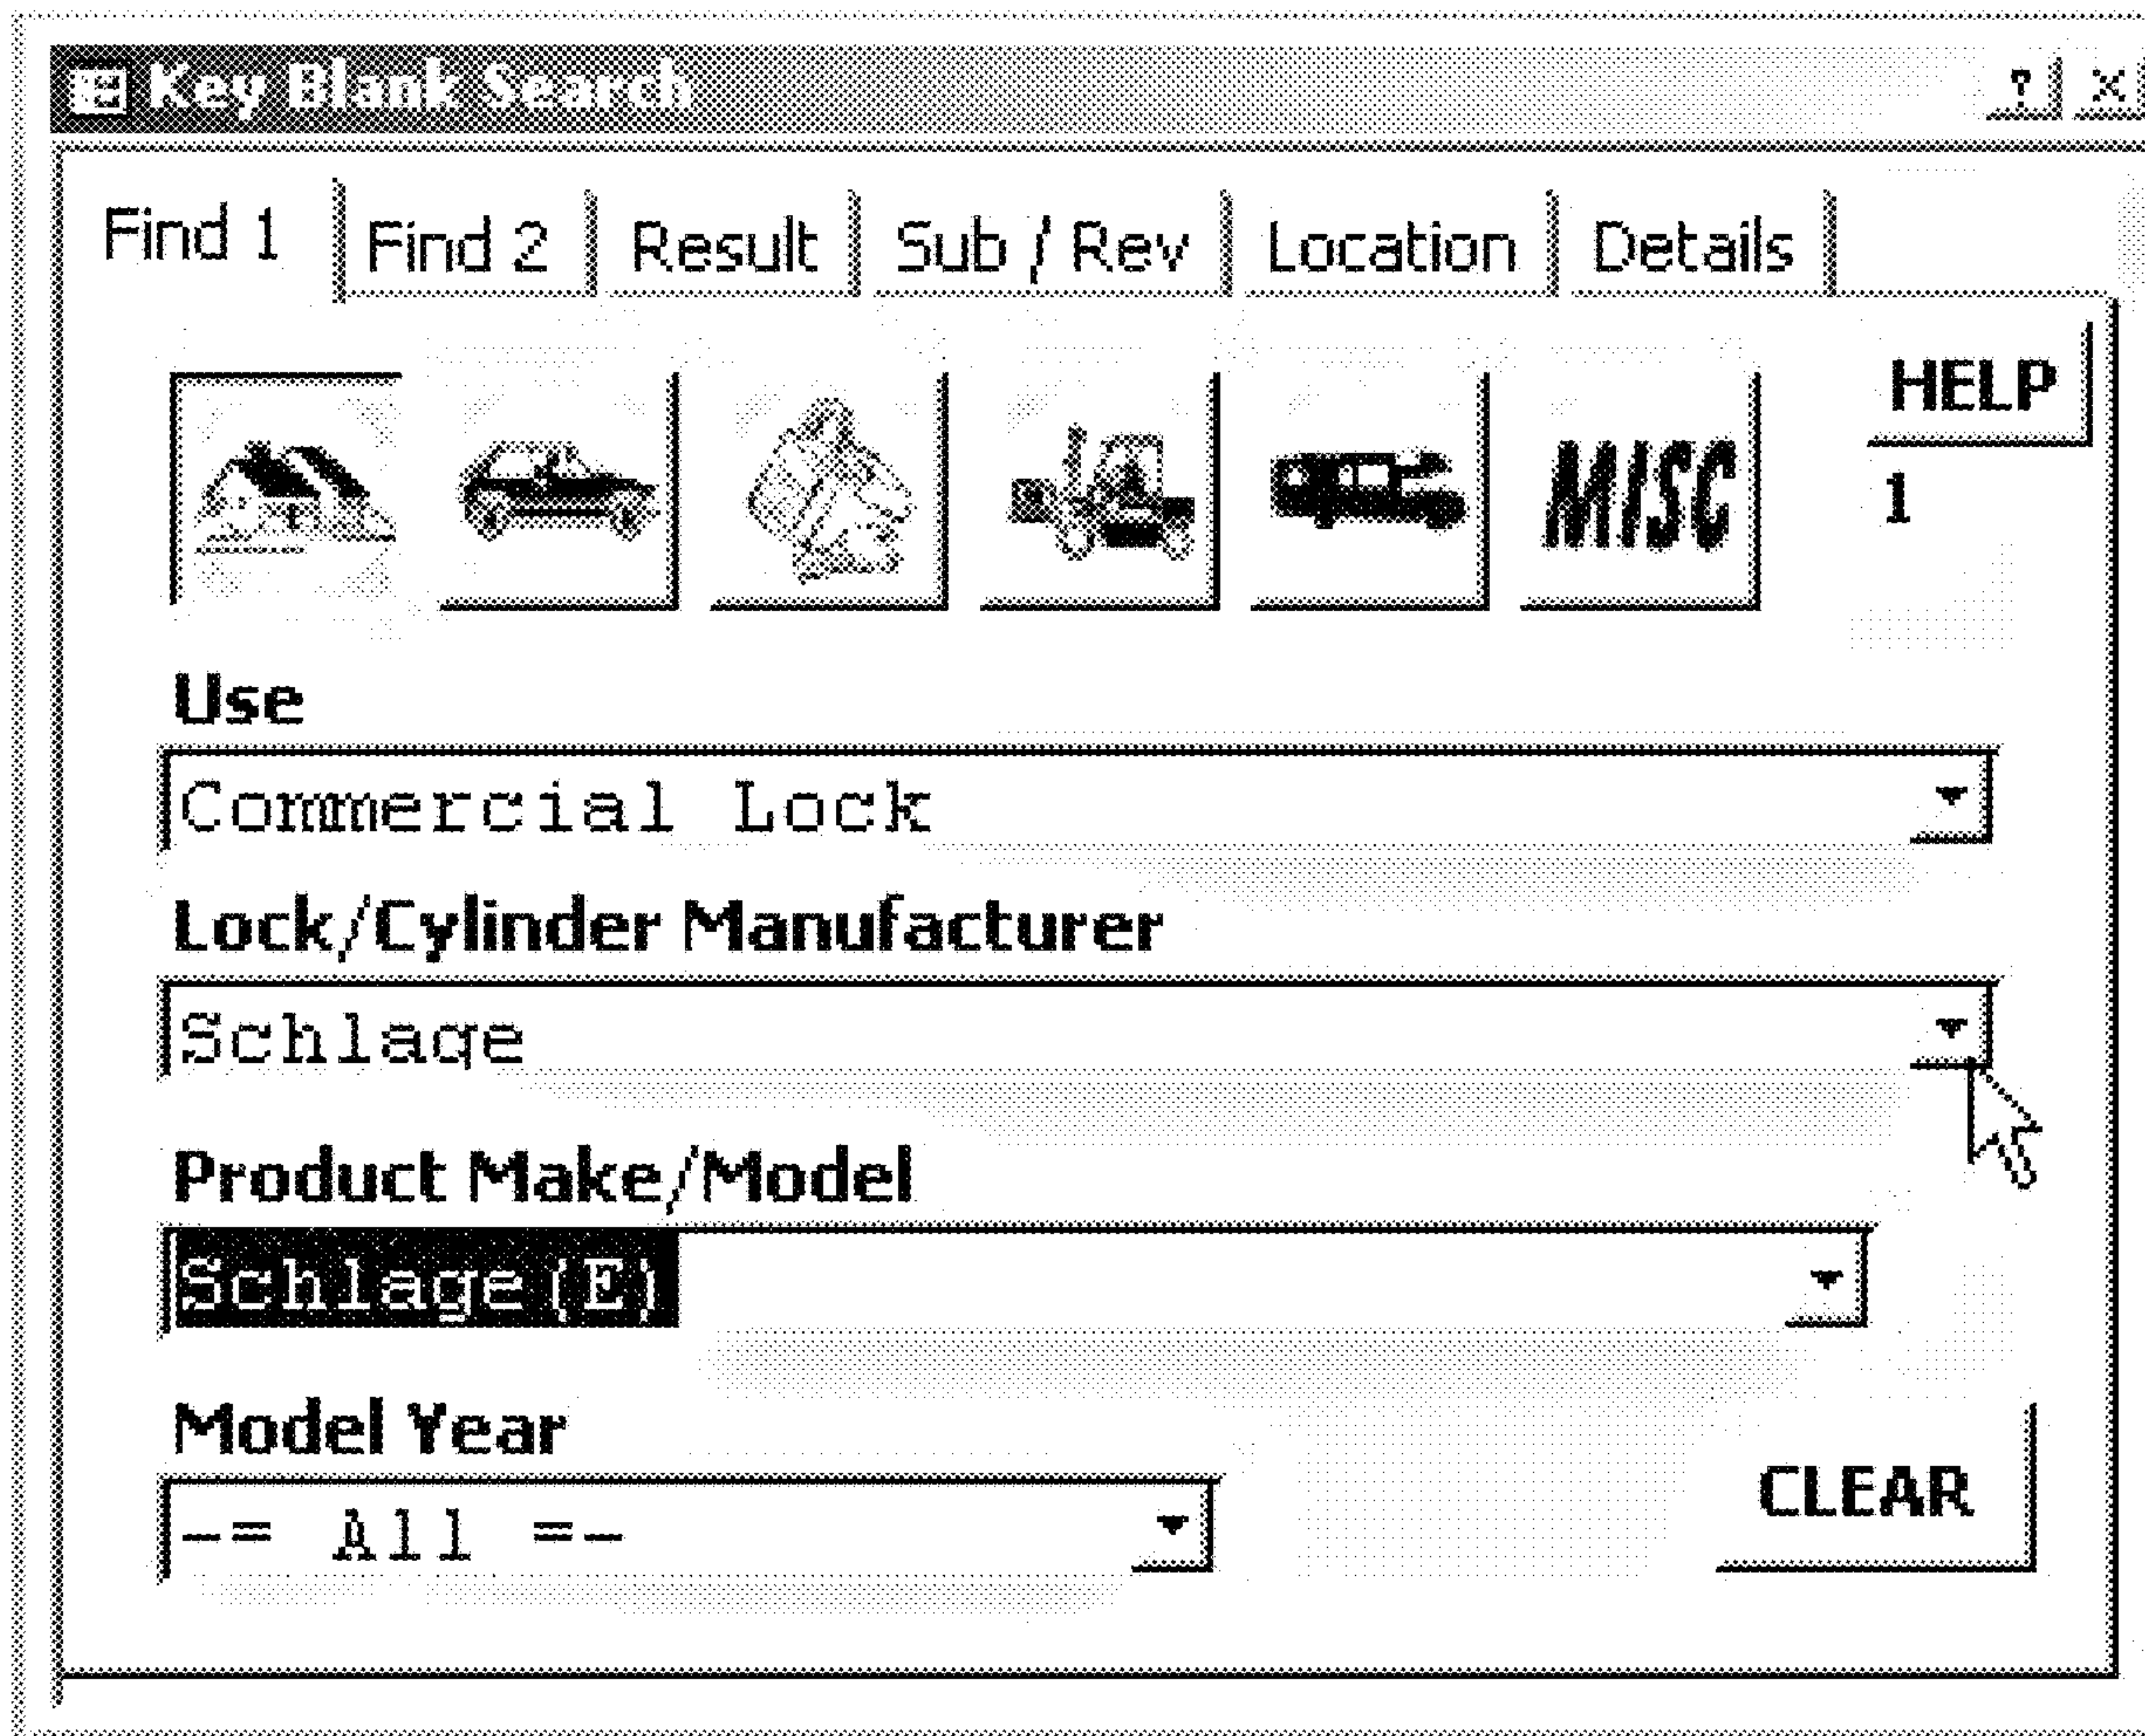 Key Blank Search ? X
Find 1 Find 2 Result Sub / Rev Location Details
HELP
MISC
1
Use
Commercial Lock
Lock/Cylinder Manufacturer
Schlage
Product Make/Model
Schlage(E)
Model Year
-= All =-
CLEAR